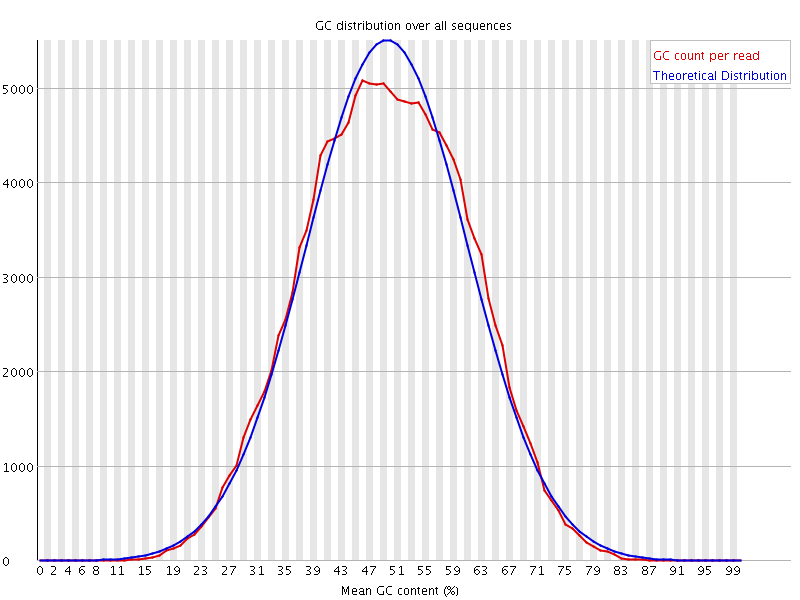 GC distribution over all sequences
GC count per read
Theoretical Distribution
5000
4000
3000
2000
1000
0
0 2 4 6 8 11 15 19 23 27 31 35 39 43 47 51 55 59 63 67 71 75 79 83 87 91 95 99
Mean GC content (%)